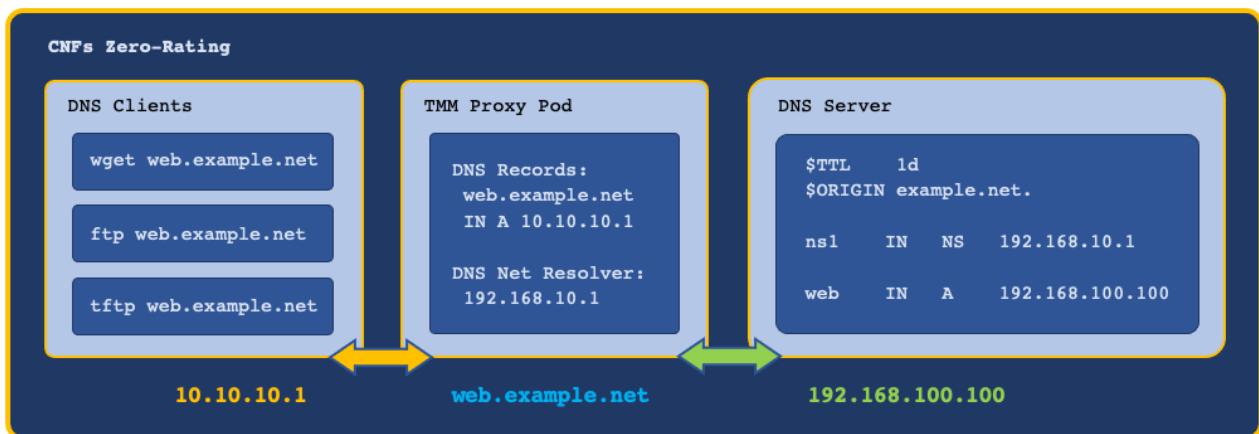 CNFs Zero-Rating
DNS Clients
wget web.example.net
ftp web.example.net
tftp web.example.net
TMM Proxy Pod
DNS Records:
web.example.net
IN A 10.10.10.1
DNS Net Resolver:
192.168.10.1
DNS Server
$TTL 1d
$ORIGIN example.net.
ns1 IN NS 192.168.10.1
web IN A 192.168.100.100
10.10.10.1
web.example.net
192.168.100.100